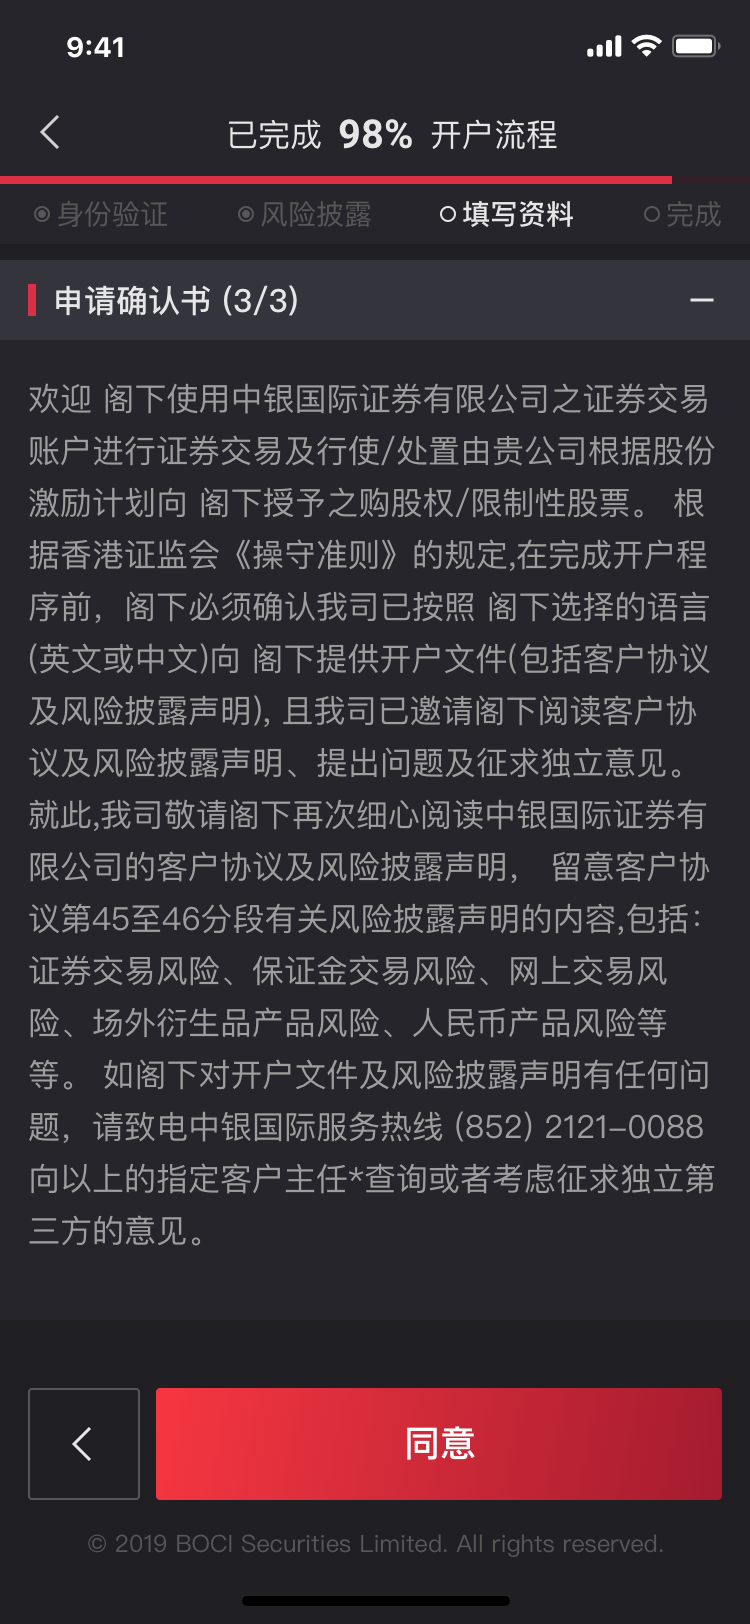 9:41
已完成 98% 开户流程
身份验证 风险披露 填写资料 完成
申请确认书 (3/3)
欢迎 阁下使用中银国际证券有限公司之证券交易
账户进行证券交易及行使/处置由贵公司根据股份
激励计划向 阁下授予之购股权/限制性股票。 根
据香港证监会《操守准则》的规定,在完成开户程
序前，阁下必须确认我司已按照 阁下选择的语言
(英文或中文)向 阁下提供开户文件(包括客户协议
及风险披露声明), 且我司已邀请阁下阅读客户协
议及风险披露声明、提出问题及征求独立意见。
就此,我司敬请阁下再次细心阅读中银国际证券有
限公司的客户协议及风险披露声明， 留意客户协
议第45至46分段有关风险披露声明的内容,包括：
证券交易风险、保证金交易风险、网上交易风
险、场外衍生品产品风险、人民币产品风险等
等。 如阁下对开户文件及风险披露声明有任何问
题，请致电中银国际服务热线 (852) 2121–0088
向以上的指定客户主任*查询或者考虑征求独立第
三方的意见。
同意
© 2019 BOCI Securities Limited. All rights reserved.